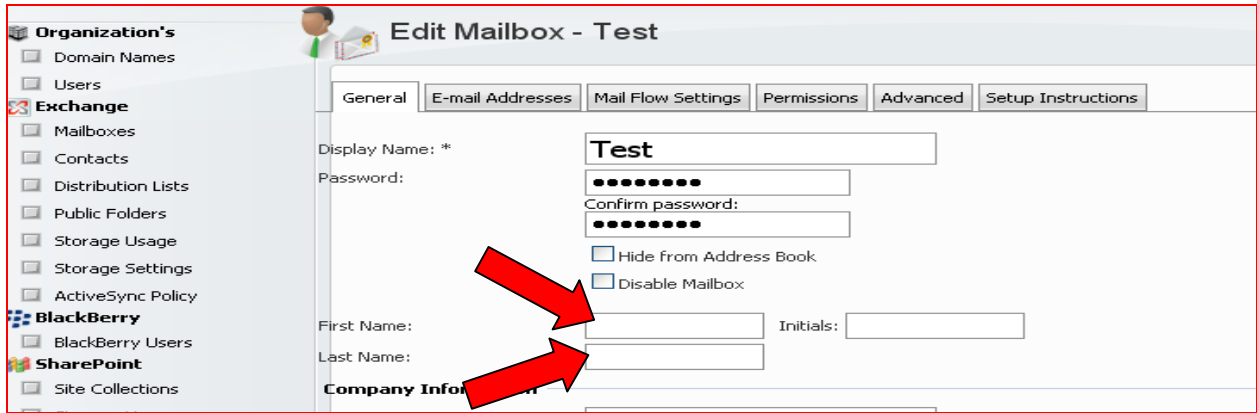 Organization's
Domain Names
Users
Exchange
Mailboxes
Contacts
Distribution Lists
Public Folders
Storage Usage
Storage Settings
ActiveSync Policy
BlackBerry
BlackBerry Users
SharePoint
Site Collections
Edit Mailbox - Test
General E-mail Addresses Mail Flow Settings Permissions Advanced Setup Instructions
Display Name: * Test
Password: ●●●●●●●●
Confirm password:
●●●●●●●●
Hide from Address Book
Disable Mailbox
First Name: Initials:
Last Name:
Company